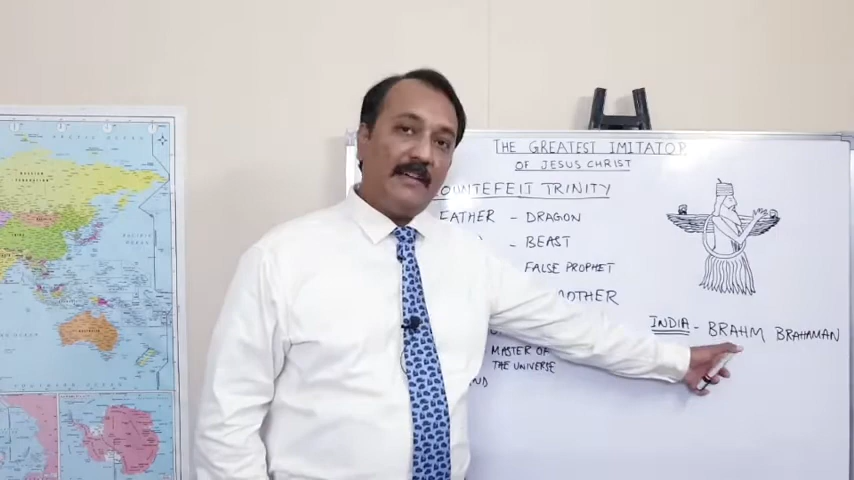 THE GREATEST IMITATOR
OF JESUS CHRIST
OUNTEFEIT TRINITY
FATHER - DRAGON
- BEAST
FALSE PROPHET
MOTHER
INDIA - BRAHM BRAHAMAN
MASTER OF
THE UNIVERSE